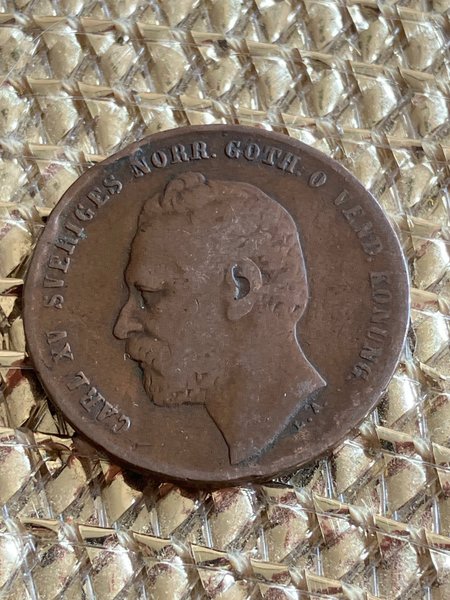 CARL XV SVERIGES NORR. GOTH. O VEND. KONUNG.
L.A